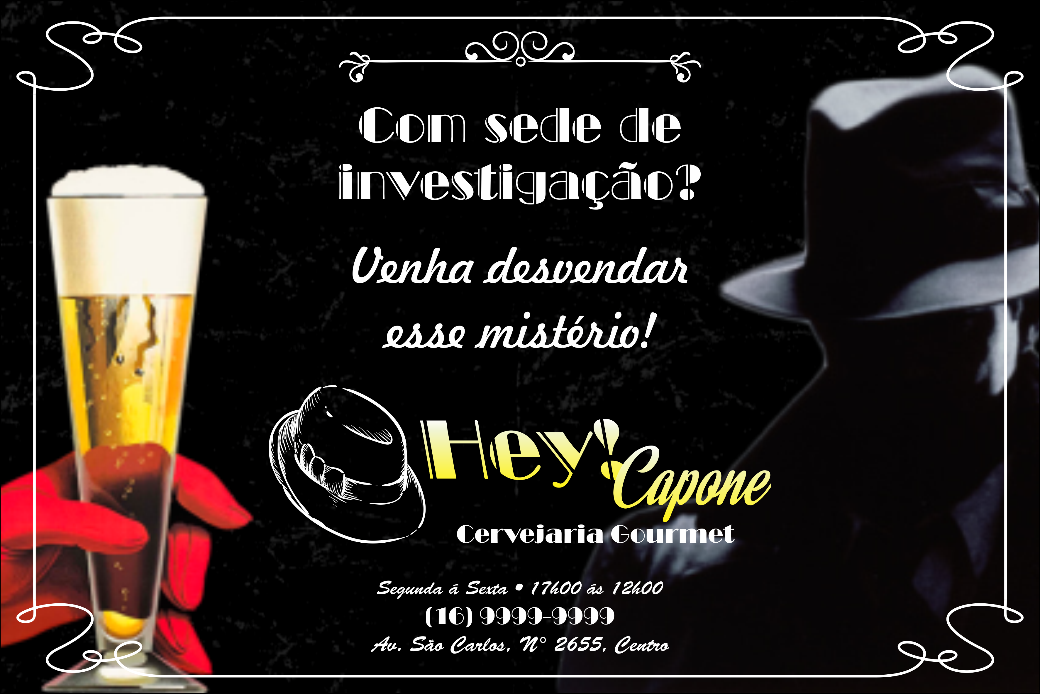 Com sede de
investigação?
Venha desvendar
esse mistério!
Hey!
Capone
Cervejaria Gourmet
Segunda á Sexta • 17h00 ás 12h00
(16) 9999-9999
Av. São Carlos, N° 2655, Centro